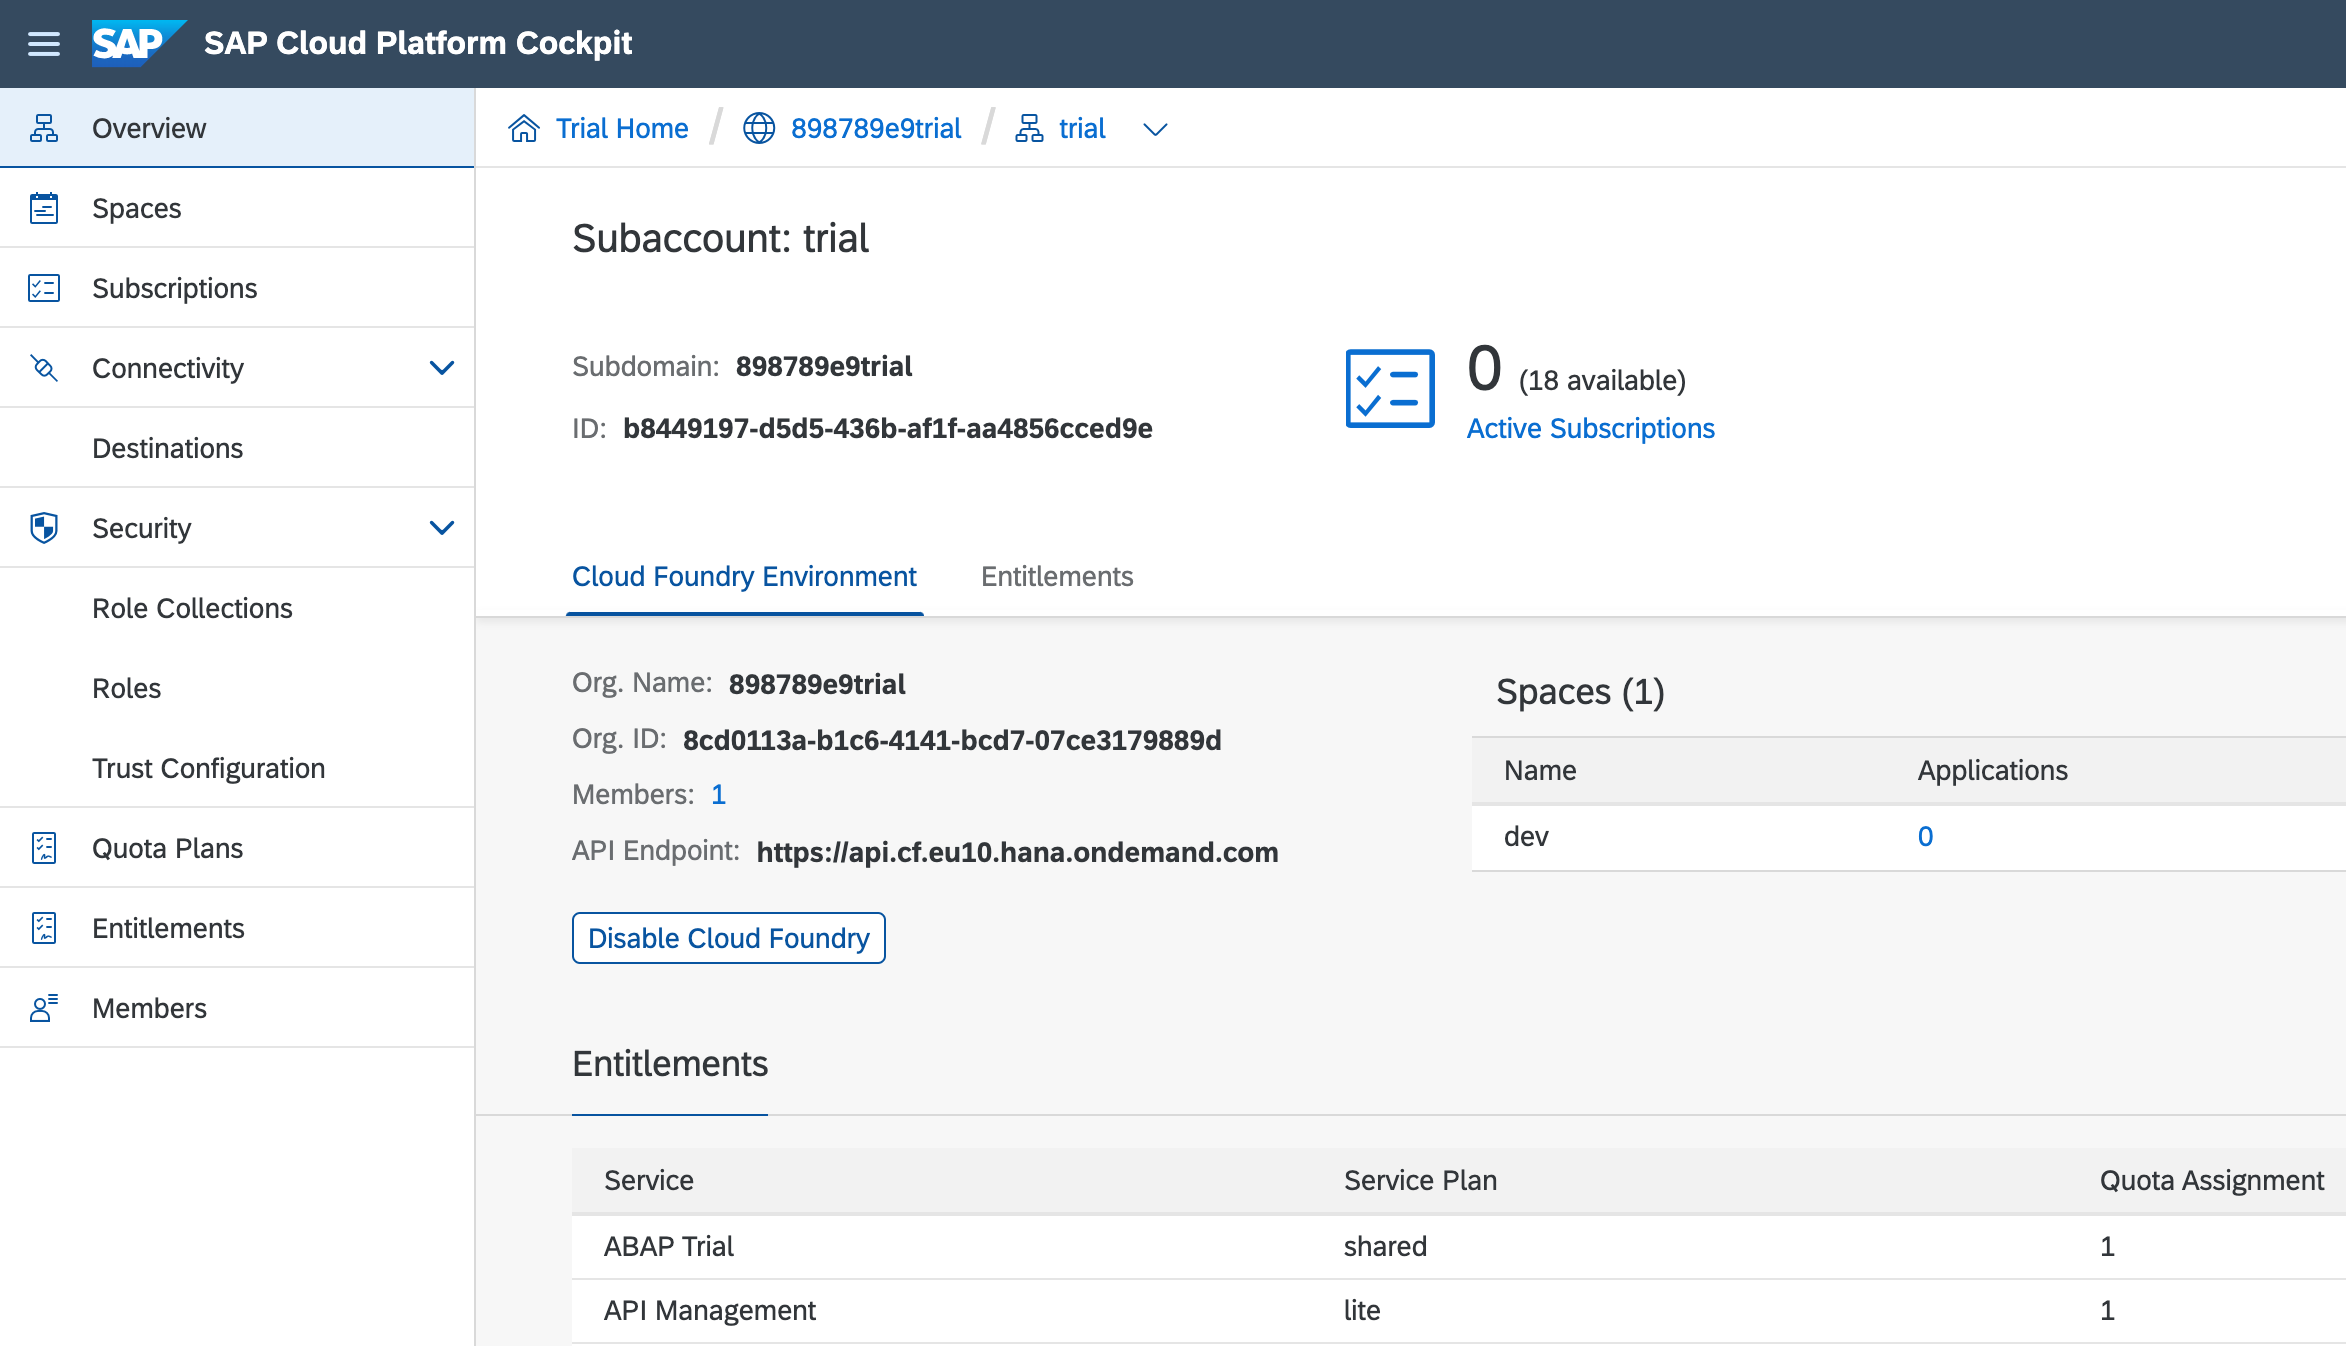 SAP SAP Cloud Platform Cockpit
Overview
Spaces
Subscriptions
Connectivity
Destinations
Security
Role Collections
Roles
Trust Configuration
Quota Plans
Entitlements
Members
Trial Home / 898789e9trial / trial
Subaccount: trial
Subdomain: 898789e9trial
ID: b8449197-d5d5-436b-af1f-aa4856cced9e
0 (18 available)
Active Subscriptions
Cloud Foundry Environment Entitlements
Org. Name: 898789e9trial
Org. ID: 8cd0113a-b1c6-4141-bcd7-07ce3179889d
Members: 1
API Endpoint: https://api.cf.eu10.hana.ondemand.com
Disable Cloud Foundry
Spaces (1)
Name Applications
dev 0
Entitlements
Service Service Plan Quota Assignment
ABAP Trial shared 1
API Management lite 1